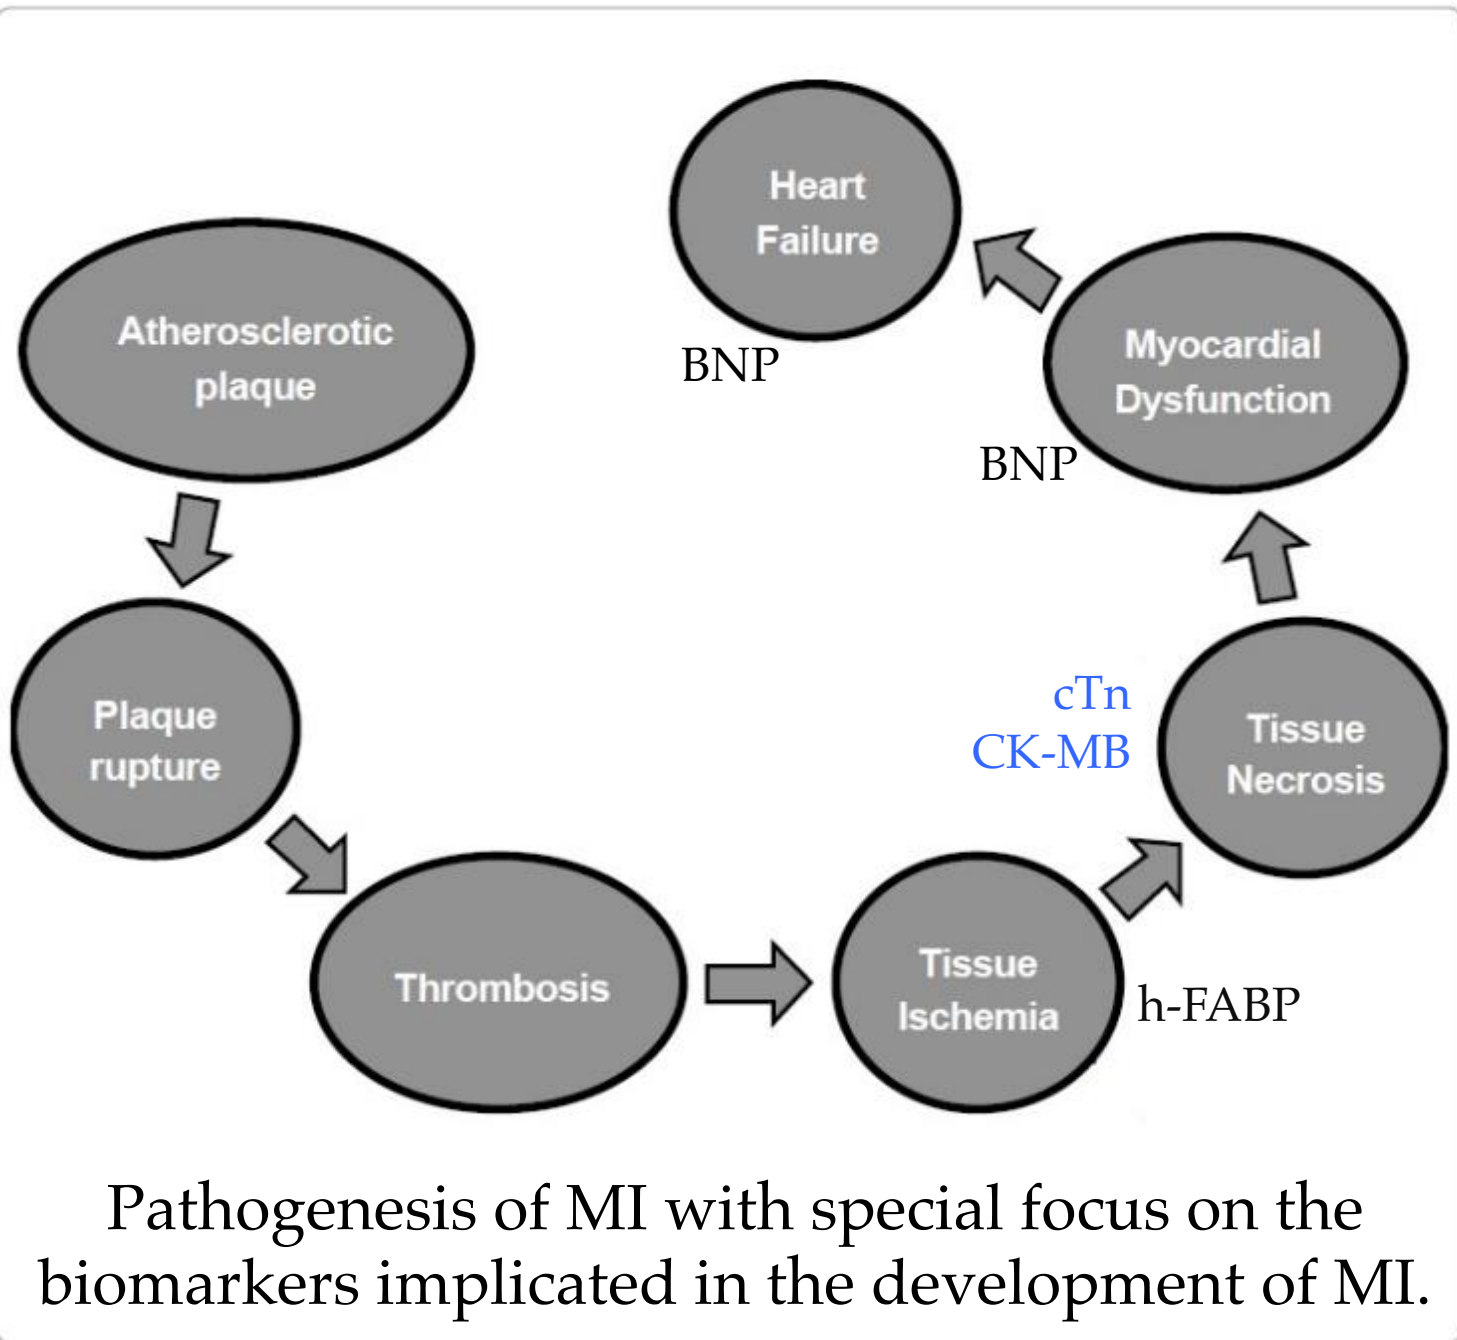 Atherosclerotic
plaque
Plaque
rupture
Thrombosis
Tissue
Ischemia
h-FABP
Tissue
Necrosis
cTn
CK-MB
Myocardial
Dysfunction
BNP
Heart
Failure
BNP
Pathogenesis of MI with special focus on the
biomarkers implicated in the development of MI.